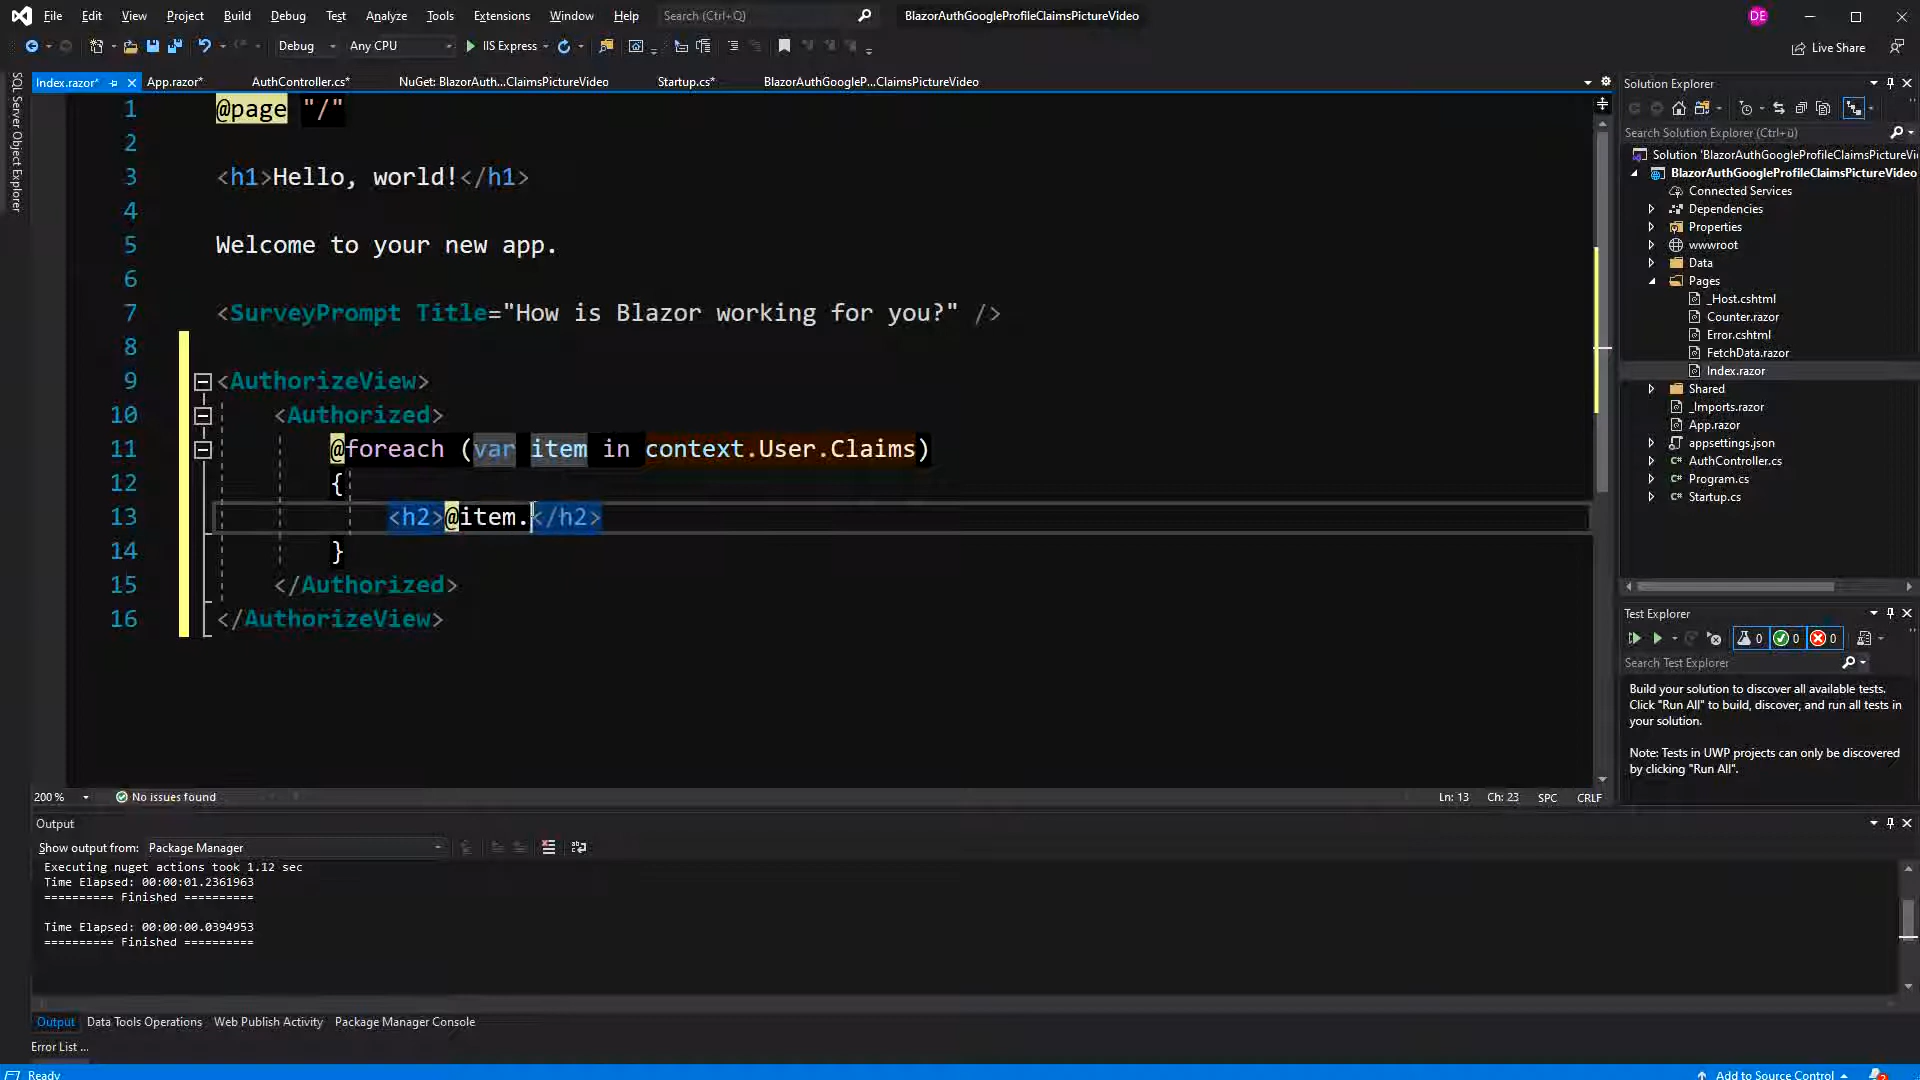 File Edit View Project Build Debug Test Analyze Tools Extensions Window Help Search (Ctrl+Q) BlazorAuthGoogleProfileClaimsPictureVideo DE
Debug Any CPU IIS Express Live Share
SQL Server Object Explorer
Index.razor* App.razor* AuthController.cs* NuGet: BlazorAuth...ClaimsPictureVideo Startup.cs* BlazorAuthGoogleP...ClaimsPictureVideo
1 @page "/"
2
3 <h1>Hello, world!</h1>
4
5 Welcome to your new app.
6
7 <SurveyPrompt Title="How is Blazor working for you?" />
8
9 <AuthorizeView>
10 <Authorized>
11 @foreach (var item in context.User.Claims)
12 {
13 <h2>@item.</h2>
14 }
15 </Authorized>
16 </AuthorizeView>
200 % No issues found Ln: 13 Ch: 23 SPC CRLF
Solution Explorer
Search Solution Explorer (Ctrl+ü)
Solution 'BlazorAuthGoogleProfileClaimsPictureVi
BlazorAuthGoogleProfileClaimsPictureVideo
Connected Services
Dependencies
Properties
wwwroot
Data
Pages
_Host.cshtml
Counter.razor
Error.cshtml
FetchData.razor
Index.razor
Shared
_Imports.razor
App.razor
appsettings.json
C# AuthController.cs
C# Program.cs
C# Startup.cs
Test Explorer
0 0 0
Search Test Explorer
Build your solution to discover all available tests.
Click "Run All" to build, discover, and run all tests in
your solution.
Note: Tests in UWP projects can only be discovered
by clicking "Run All".
Output
Show output from: Package Manager
Executing nuget actions took 1.12 sec
Time Elapsed: 00:00:01.2361963
========== Finished ==========
Time Elapsed: 00:00:00.0394953
========== Finished ==========
Output Data Tools Operations Web Publish Activity Package Manager Console
Error List ...
Ready Add to Source Control